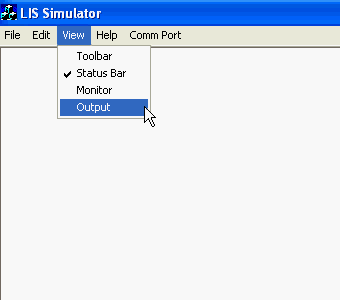 LIS Simulator
File Edit View Help Comm Port
Toolbar
Status Bar
Monitor
Output